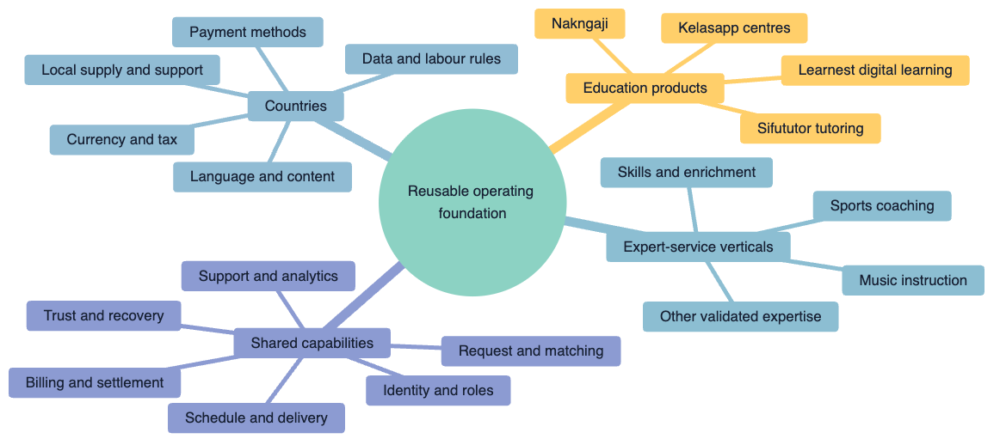 Reusable operating
foundation
Countries
Payment methods
Local supply and support
Data and labour rules
Currency and tax
Language and content
Education products
Nakngaji
Kelasapp centres
Learnest digital learning
Sifututor tutoring
Expert-service verticals
Skills and enrichment
Sports coaching
Music instruction
Other validated expertise
Shared capabilities
Support and analytics
Trust and recovery
Request and matching
Billing and settlement
Identity and roles
Schedule and delivery